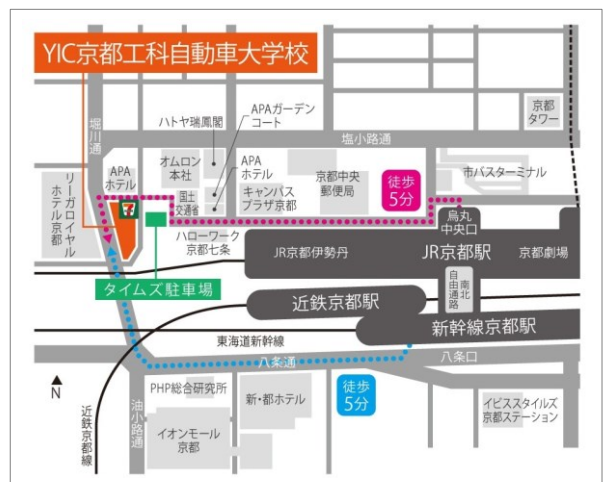 YIC京都工科自動車大学校
堀川通
ハトヤ瑞鳳閣
APAガーデン
コート
京都
タワー
塩小路通
リーガロイヤル
ホテル京都
APA
ホテル
オムロン
本社
APA
ホテル
京都中央
郵便局
徒歩
5分
市バスターミナル
国土
交通省
キャンパス
プラザ京都
7
烏丸
中央口
ハローワーク
京都七条
JR京都伊勢丹
JR京都駅
京都劇場
タイムズ駐車場
南北
自由通路
近鉄京都駅
新幹線京都駅
東海道新幹線
八条通
八条口
N
PHP総合研究所
徒歩
5分
新・都ホテル
イビススタイルズ
京都ステーション
近鉄京都線
油小路通
イオンモール
京都